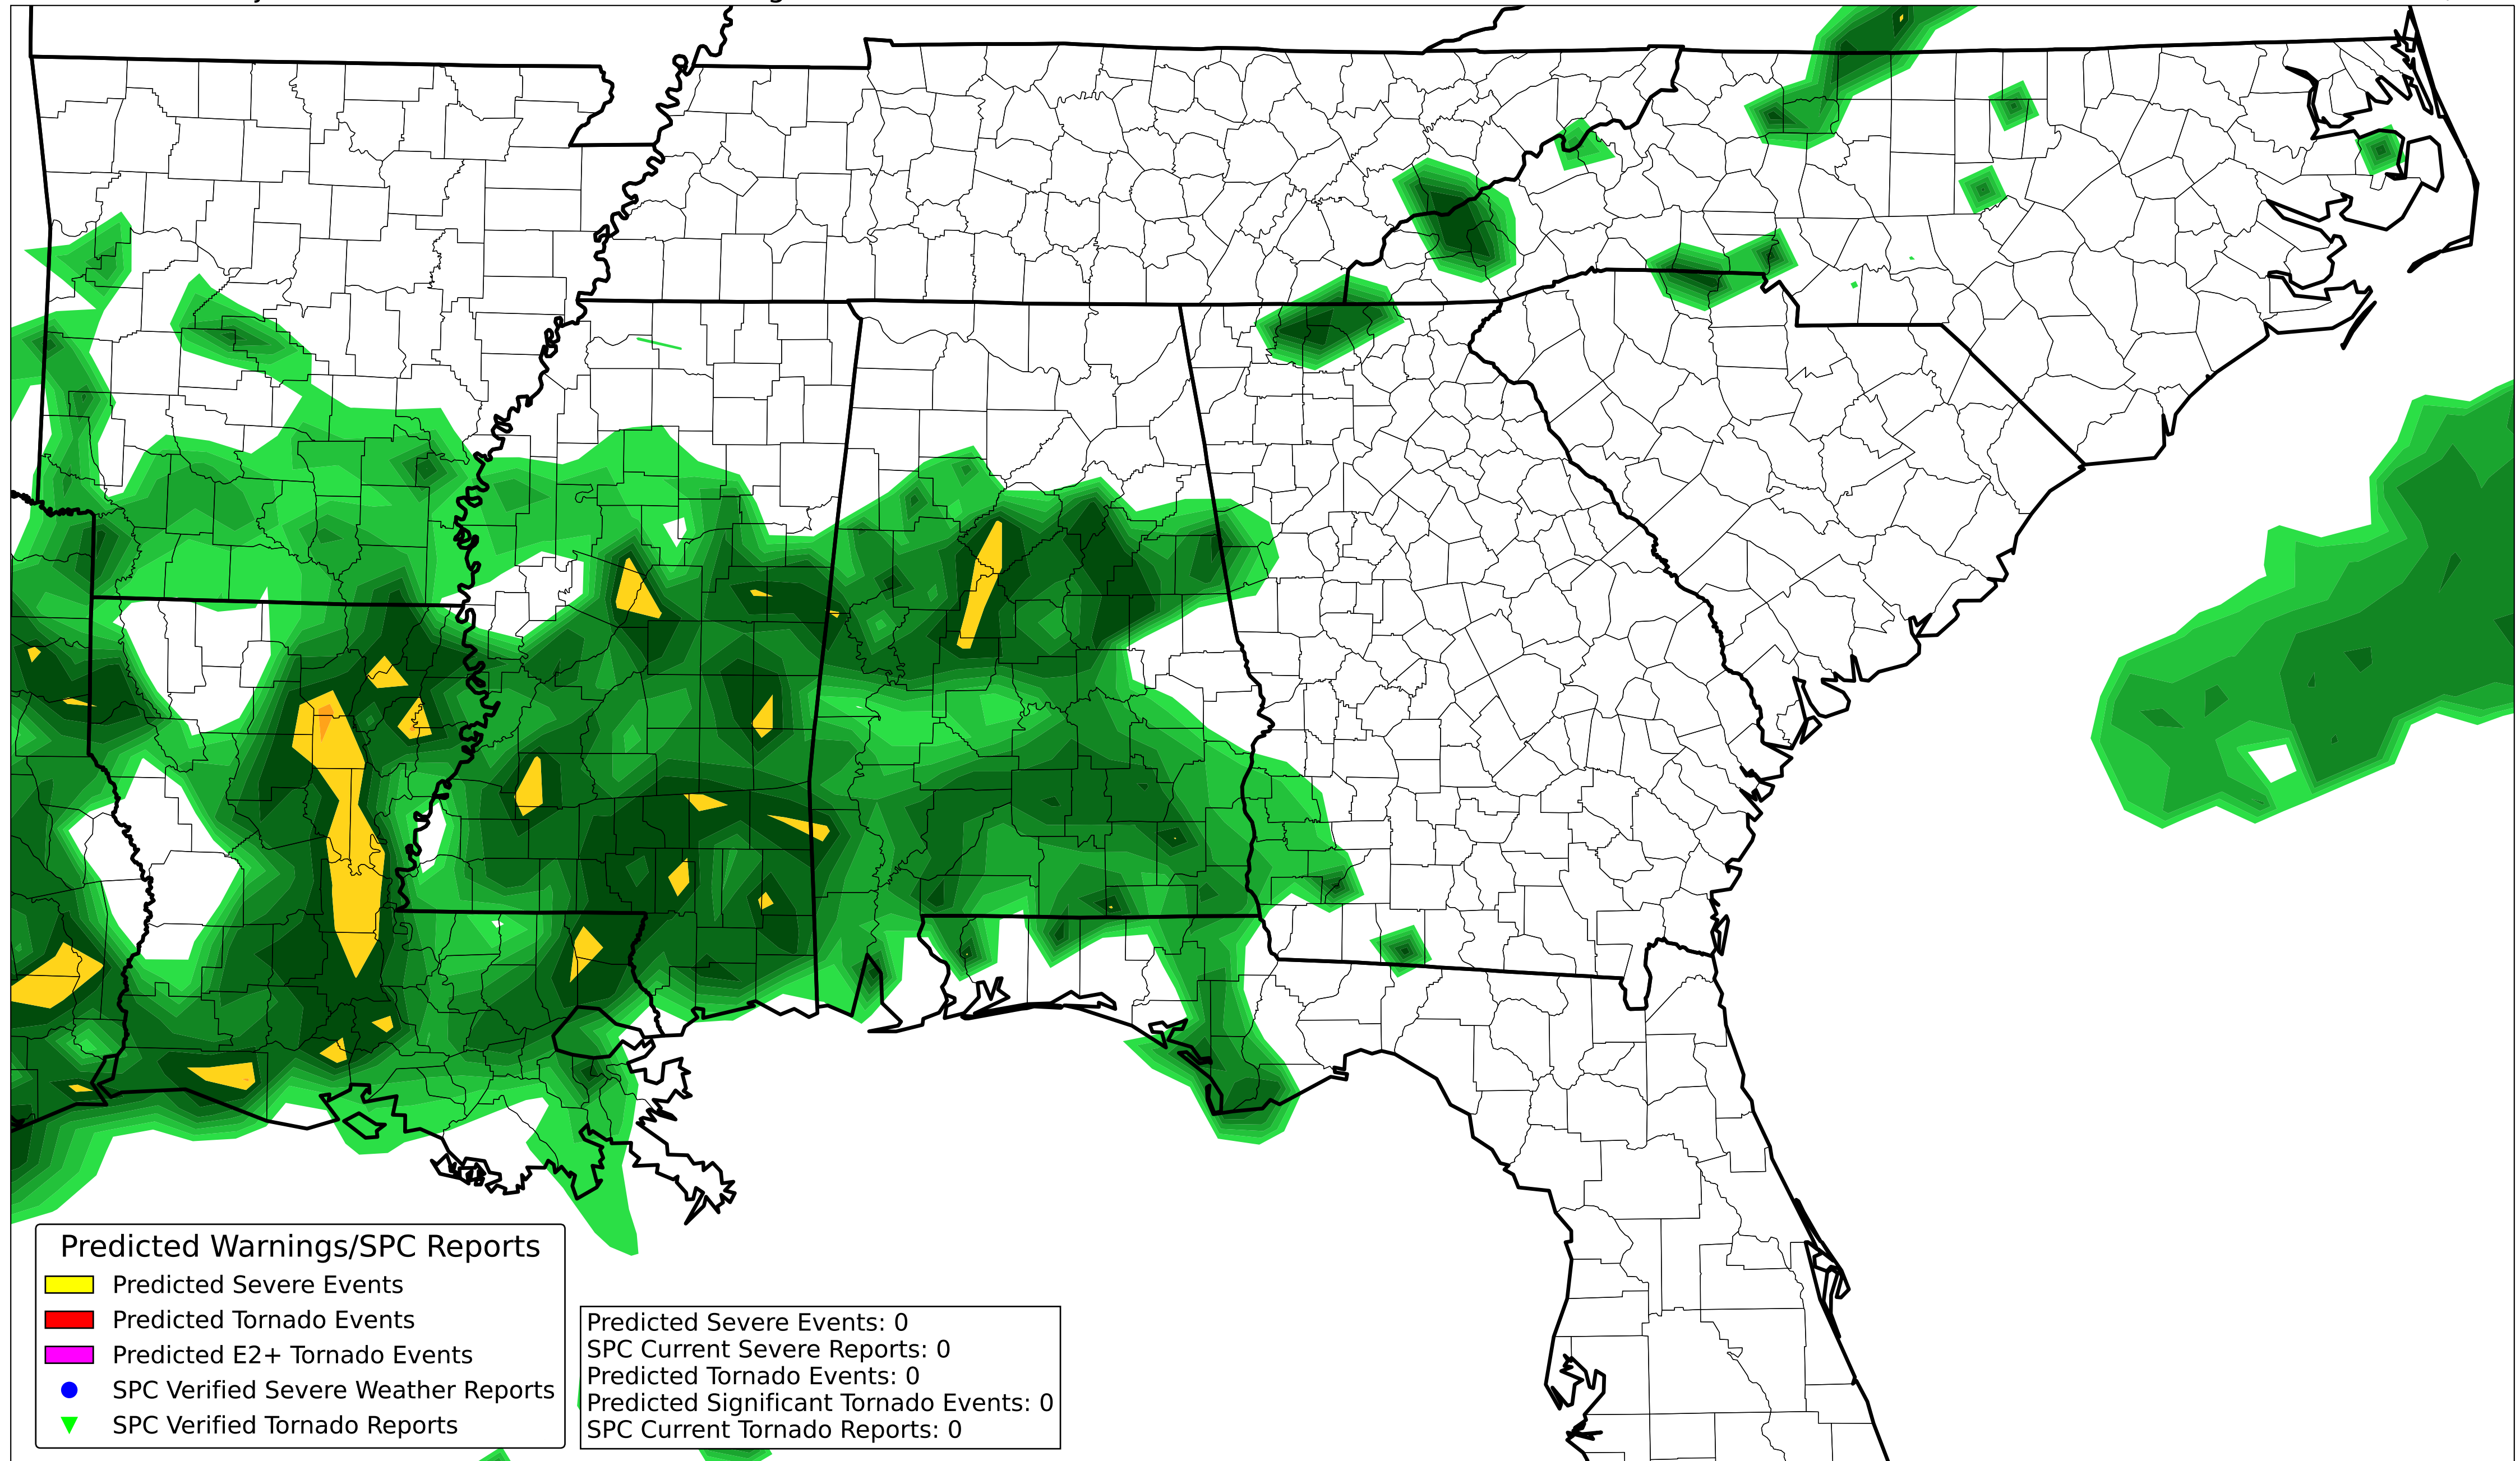 Predicted Warnings/SPC Reports
Predicted Severe Events
Predicted Tornado Events
Predicted E2+ Tornado Events
SPC Verified Severe Weather Reports
SPC Verified Tornado Reports
Predicted Severe Events: 0
SPC Current Severe Reports: 0
Predicted Tornado Events: 0
Predicted Significant Tornado Events: 0
SPC Current Tornado Reports: 0